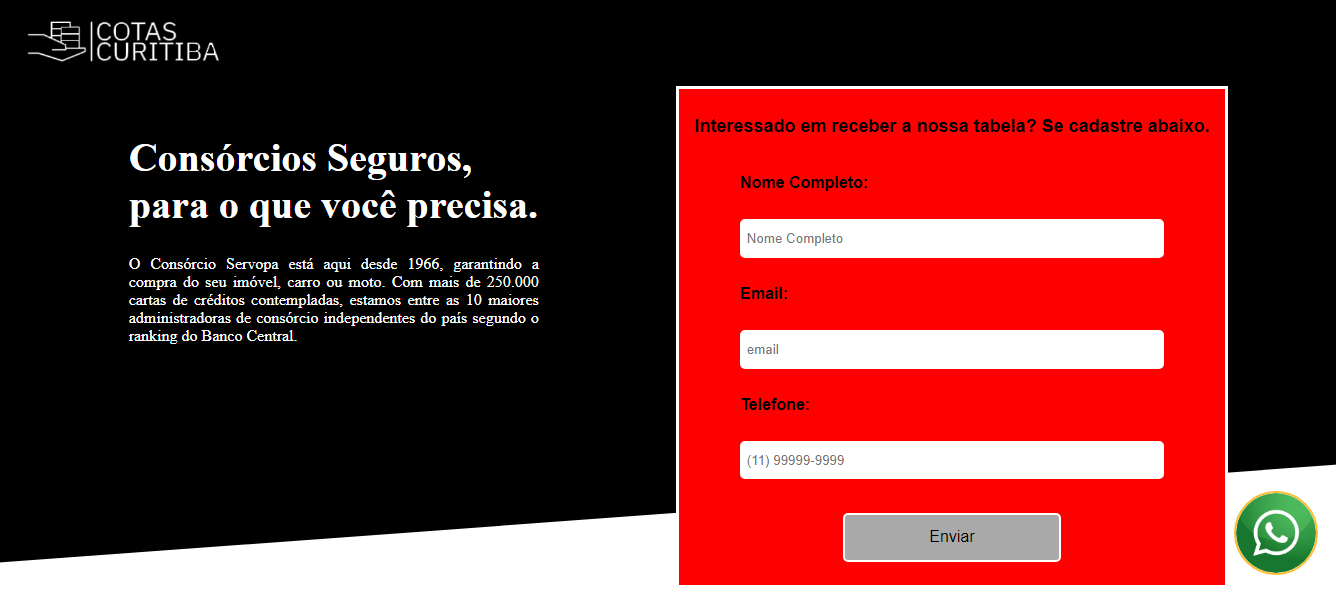 COTAS
CURITIBA
Consórcios Seguros,
para o que você precisa.
O Consórcio Servopa está aqui desde 1966, garantindo a
compra do seu imóvel, carro ou moto. Com mais de 250.000
cartas de créditos contempladas, estamos entre as 10 maiores
administradoras de consórcio independentes do país segundo o
ranking do Banco Central.
Interessado em receber a nossa tabela? Se cadastre abaixo.
Nome Completo:
Nome Completo
Email:
email
Telefone:
(11) 99999-9999
Enviar